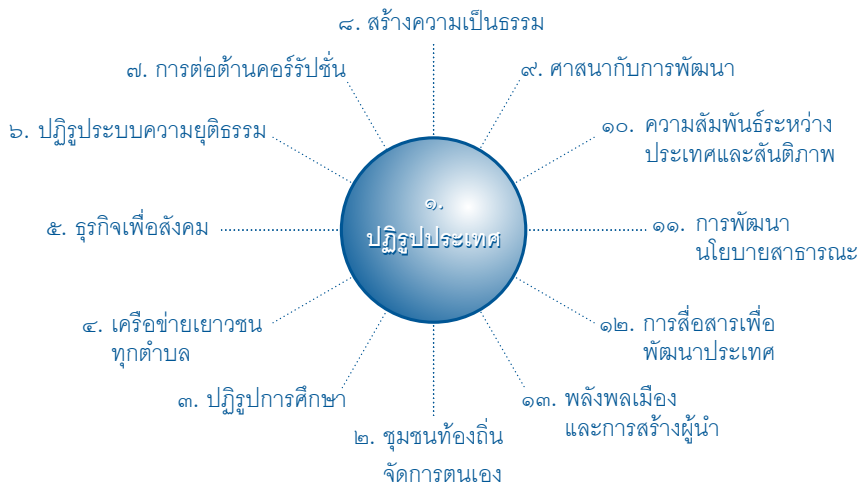 ๘. สร้างความเป็นธรรม
๗. การต่อต้านคอร์รัปชั่น
๙. ศาสนากับการพัฒนา
๖. ปฏิรูประบบความยุติธรรม
๑๐. ความสัมพันธ์ระหว่าง
ประเทศและสันติภาพ
๑.
ปฏิรูปประเทศ
๕. ธุรกิจเพื่อสังคม
๑๑. การพัฒนา
นโยบายสาธารณะ
๔. เครือข่ายเยาวชน
ทุกตำบล
๑๒. การสื่อสารเพื่อ
พัฒนาประเทศ
๓. ปฏิรูปการศึกษา
๑๓. พลังพลเมือง
และการสร้างผู้นำ
๒. ชุมชนท้องถิ่น
จัดการตนเอง